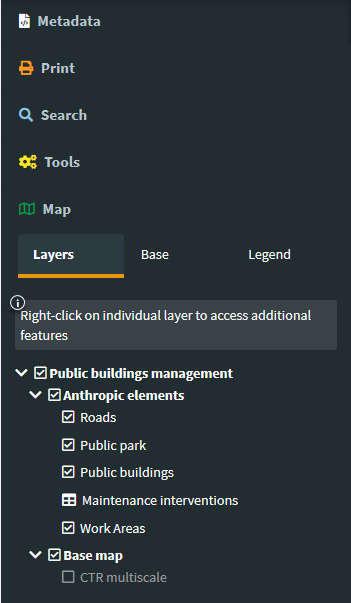 Metadata
Print
Search
Tools
Map
Layers Base Legend
Right-click on individual layer to access additional
features
Public buildings management
Anthropic elements
Roads
Public park
Public buildings
Maintenance interventions
Work Areas
Base map
CTR multiscale